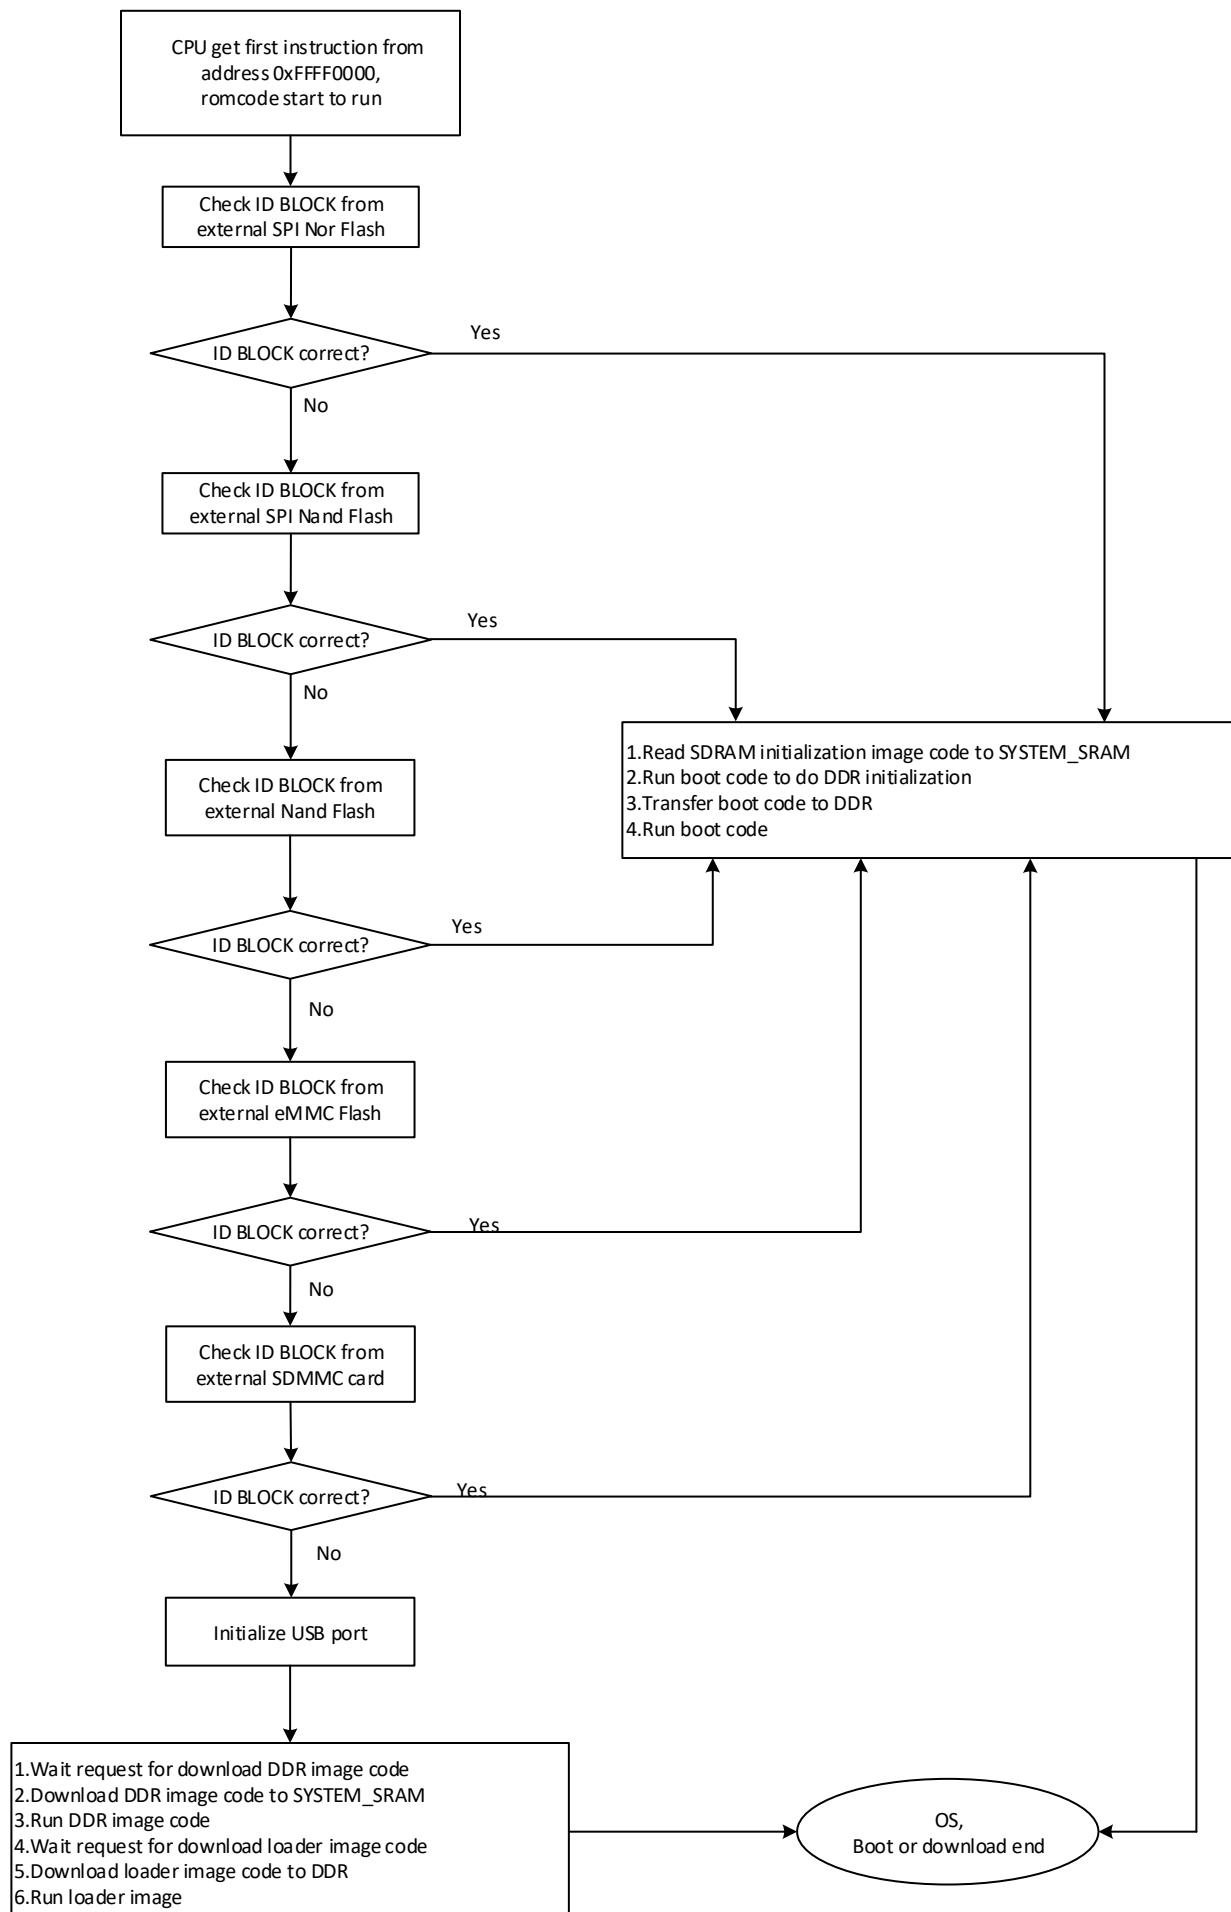 CPU get first instruction from
address 0xFFFF0000,
romcode start to run
Check ID BLOCK from
external SPI Nor Flash
ID BLOCK correct?
Yes
No
Check ID BLOCK from
external SPI Nand Flash
ID BLOCK correct?
Yes
No
1.Read SDRAM initialization image code to SYSTEM_SRAM
2.Run boot code to do DDR initialization
3.Transfer boot code to DDR
4.Run boot code
Check ID BLOCK from
external Nand Flash
ID BLOCK correct?
Yes
No
Check ID BLOCK from
external eMMC Flash
ID BLOCK correct?
Yes
No
Check ID BLOCK from
external SDMMC card
ID BLOCK correct?
Yes
No
Initialize USB port
1.Wait request for download DDR image code
2.Download DDR image code to SYSTEM_SRAM
3.Run DDR image code
4.Wait request for download loader image code
5.Download loader image code to DDR
6.Run loader image
OS,
Boot or download end